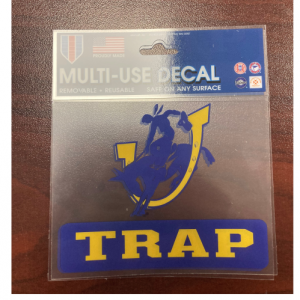 MULTI-USE DECAL
REMOVABLE • REUSABLE SAFE ON ANY SURFACE
TRAP